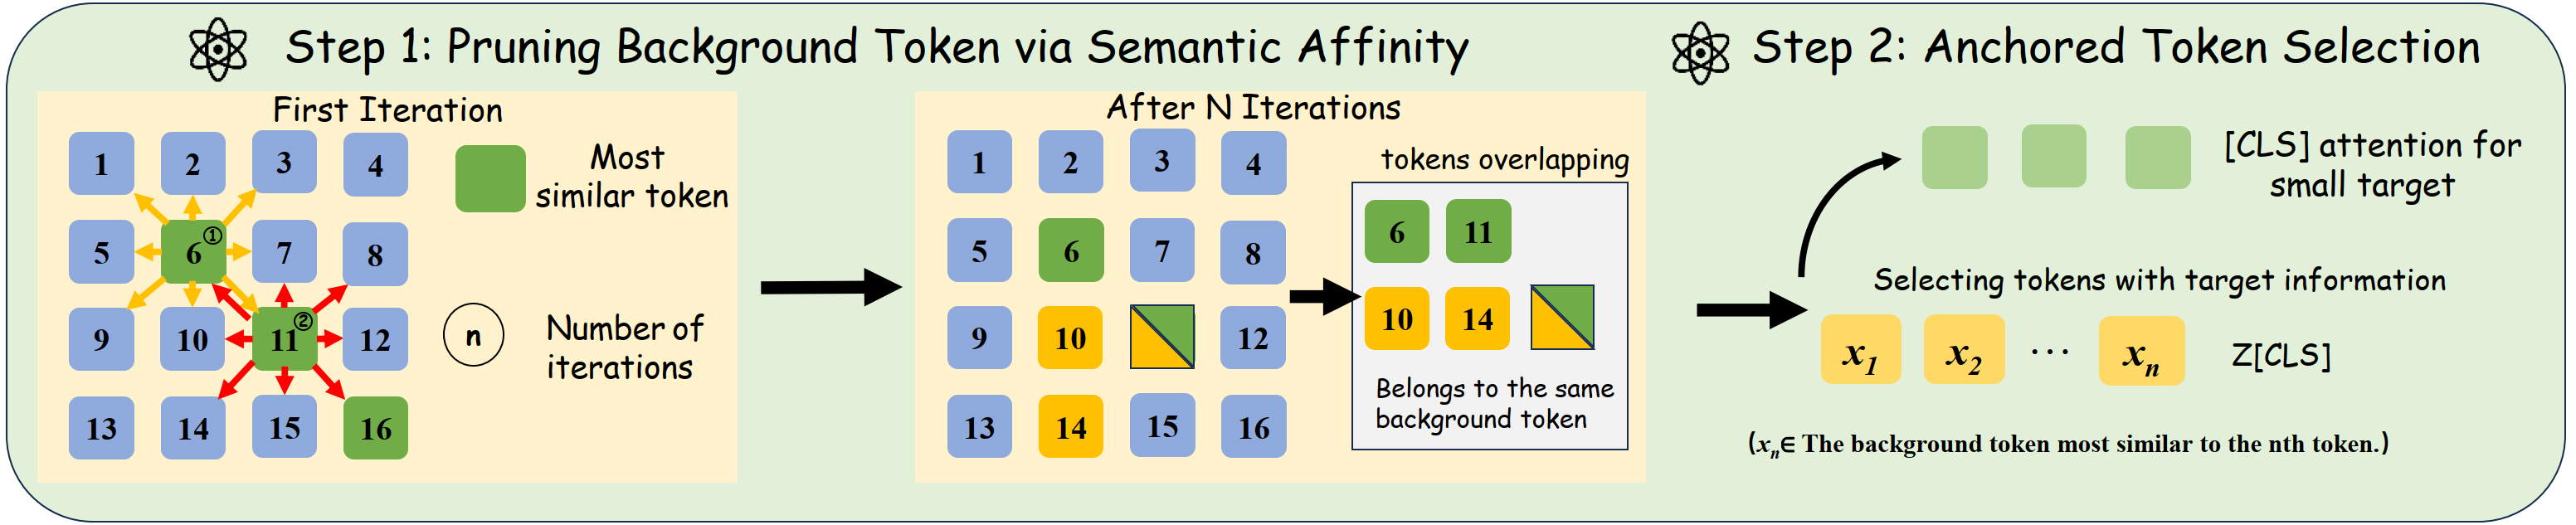 Step 1: Pruning Background Token via Semantic Affinity
First Iteration
1 2 3 4
5 6 ① 7 8
9 10 11 ② 12
13 14 15 16
Most
similar token
n
Number of
iterations
After N Iterations
1 2 3 4
5 6 7 8
9 10 12
13 14 15 16
tokens overlapping
6 11
10 14
Belongs to the same
background token
Step 2: Anchored Token Selection
[CLS] attention for
small target
Selecting tokens with target information
x1 x2 ··· xn Z[CLS]
(xn∈ The background token most similar to the nth token.)